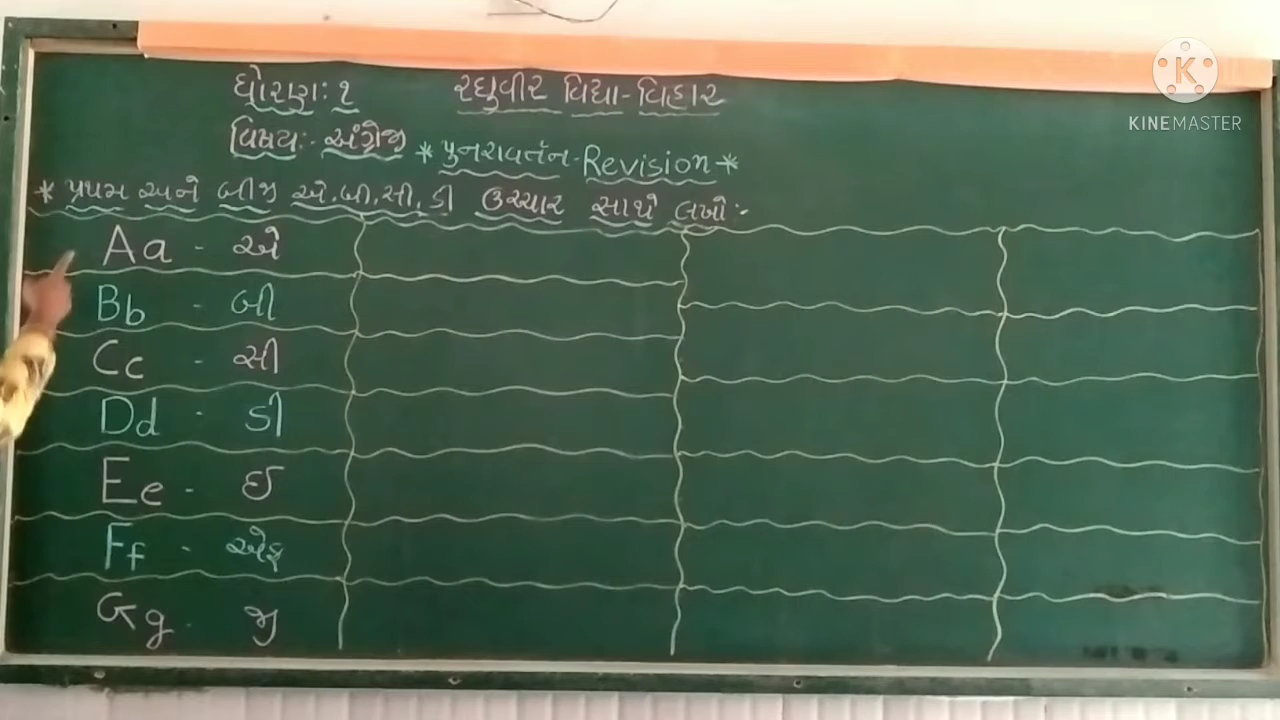 ધોરણ: ૧ રઘુવીર વિદ્યા-વિહાર
વિષય:- અંગ્રેજી
* પુનરાવર્તન-Revision *
* પ્રથમ અને બીજી એ.બી.સી.ડી ઉચ્ચાર સાથે લખો:-
Aa - એ
Bb - બી
Cc - સી
Dd - ડી
Ee - ઈ
Ff - એફ
Gg - જી
K
KINEMASTER